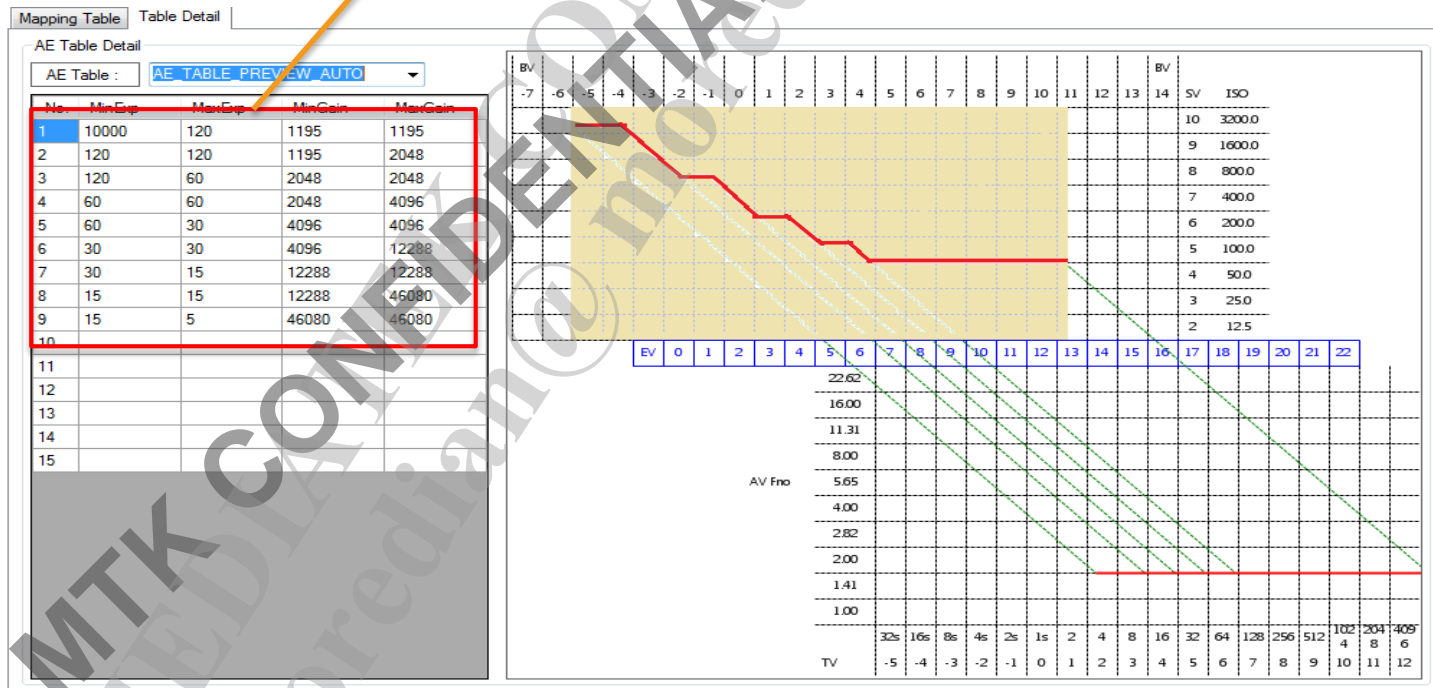 Mapping Table Table Detail
AE Table Detail
AE Table : AE_TABLE_PREVIEW_AUTO
No. MinExp MaxExp MinGain MaxGain
1 10000 120 1195 1195
2 120 120 1195 2048
3 120 60 2048 2048
4 60 60 2048 4096
5 60 30 4096 4096
6 30 30 4096 12288
7 30 15 12288 12288
8 15 15 12288 46080
9 15 5 46080 46080
10
11
12
13
14
15
BV BV
-7 -6 -5 -4 -3 -2 -1 0 1 2 3 4 5 6 7 8 9 10 11 12 13 14 SV ISO
10 3200.0
9 1600.0
8 800.0
7 400.0
6 200.0
5 100.0
4 50.0
3 25.0
2 12.5
EV 0 1 2 3 4 5 6 7 8 9 10 11 12 13 14 15 16 17 18 19 20 21 22
22.62
16.00
11.31
8.00
AV Fno 5.65
4.00
2.82
2.00
1.41
1.00
32s 16s 8s 4s 2s 1s 2 4 8 16 32 64 128 256 512 1024 2048 4096
TV -5 -4 -3 -2 -1 0 1 2 3 4 5 6 7 8 9 10 11 12
MTK CONFIDENTIAL